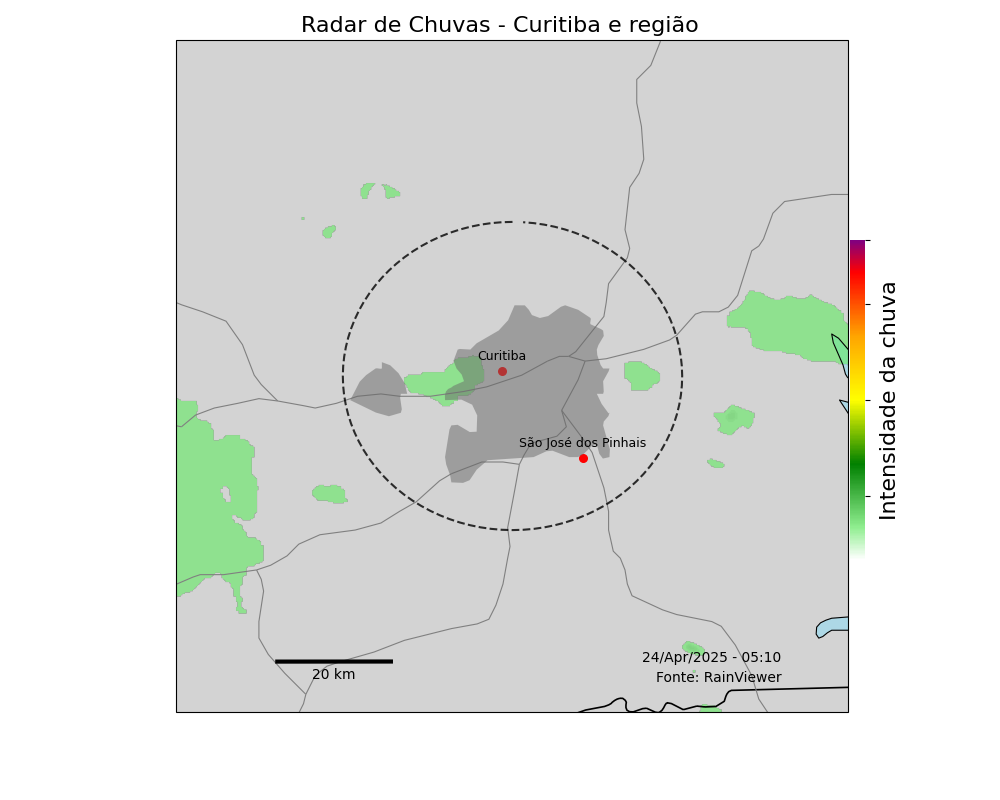 Radar de Chuvas - Curitiba e região
Curitiba
São José dos Pinhais
Intensidade da chuva
20 km
24/Apr/2025 - 05:10
Fonte: RainViewer